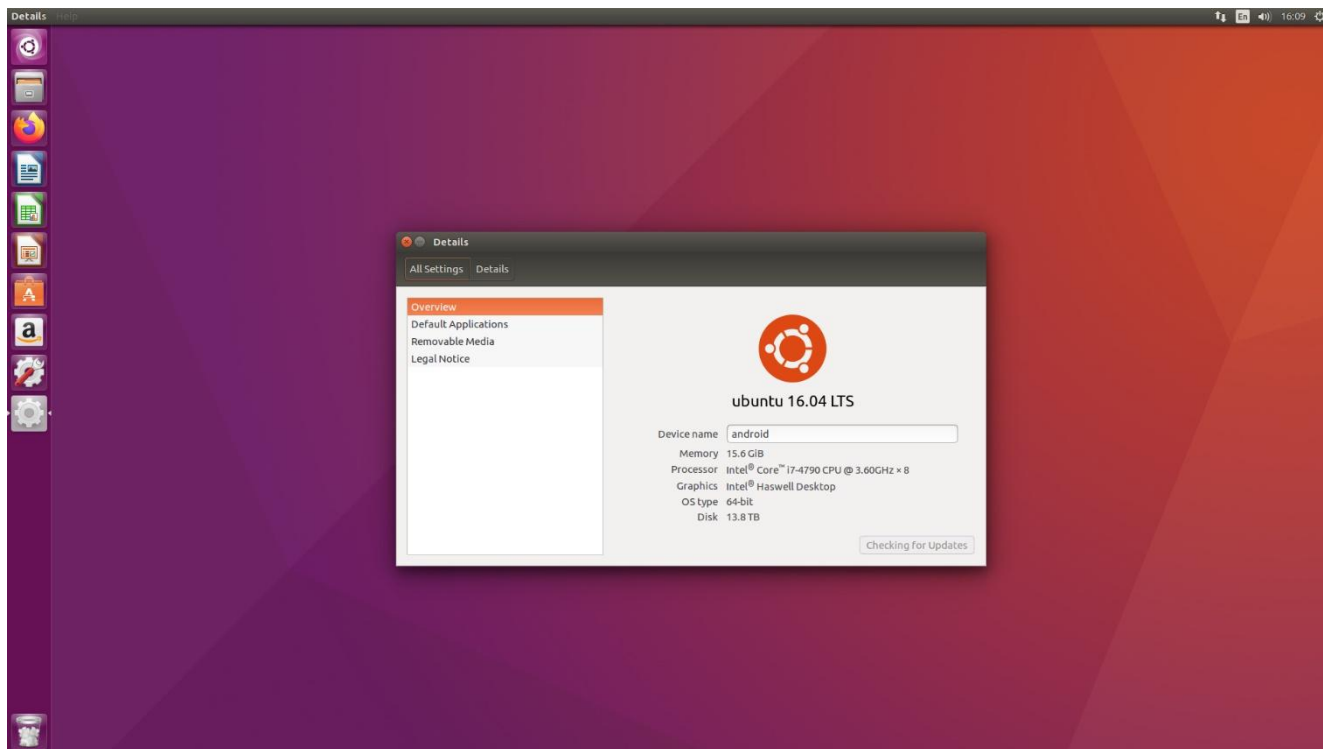 Details Help
En 16:09
Details
All Settings Details
Overview
Default Applications
Removable Media
Legal Notice
ubuntu 16.04 LTS
Device name android
Memory 15.6 GiB
Processor Intel® Core™ i7-4790 CPU @ 3.60GHz × 8
Graphics Intel® Haswell Desktop
OS type 64-bit
Disk 13.8 TB
Checking for Updates